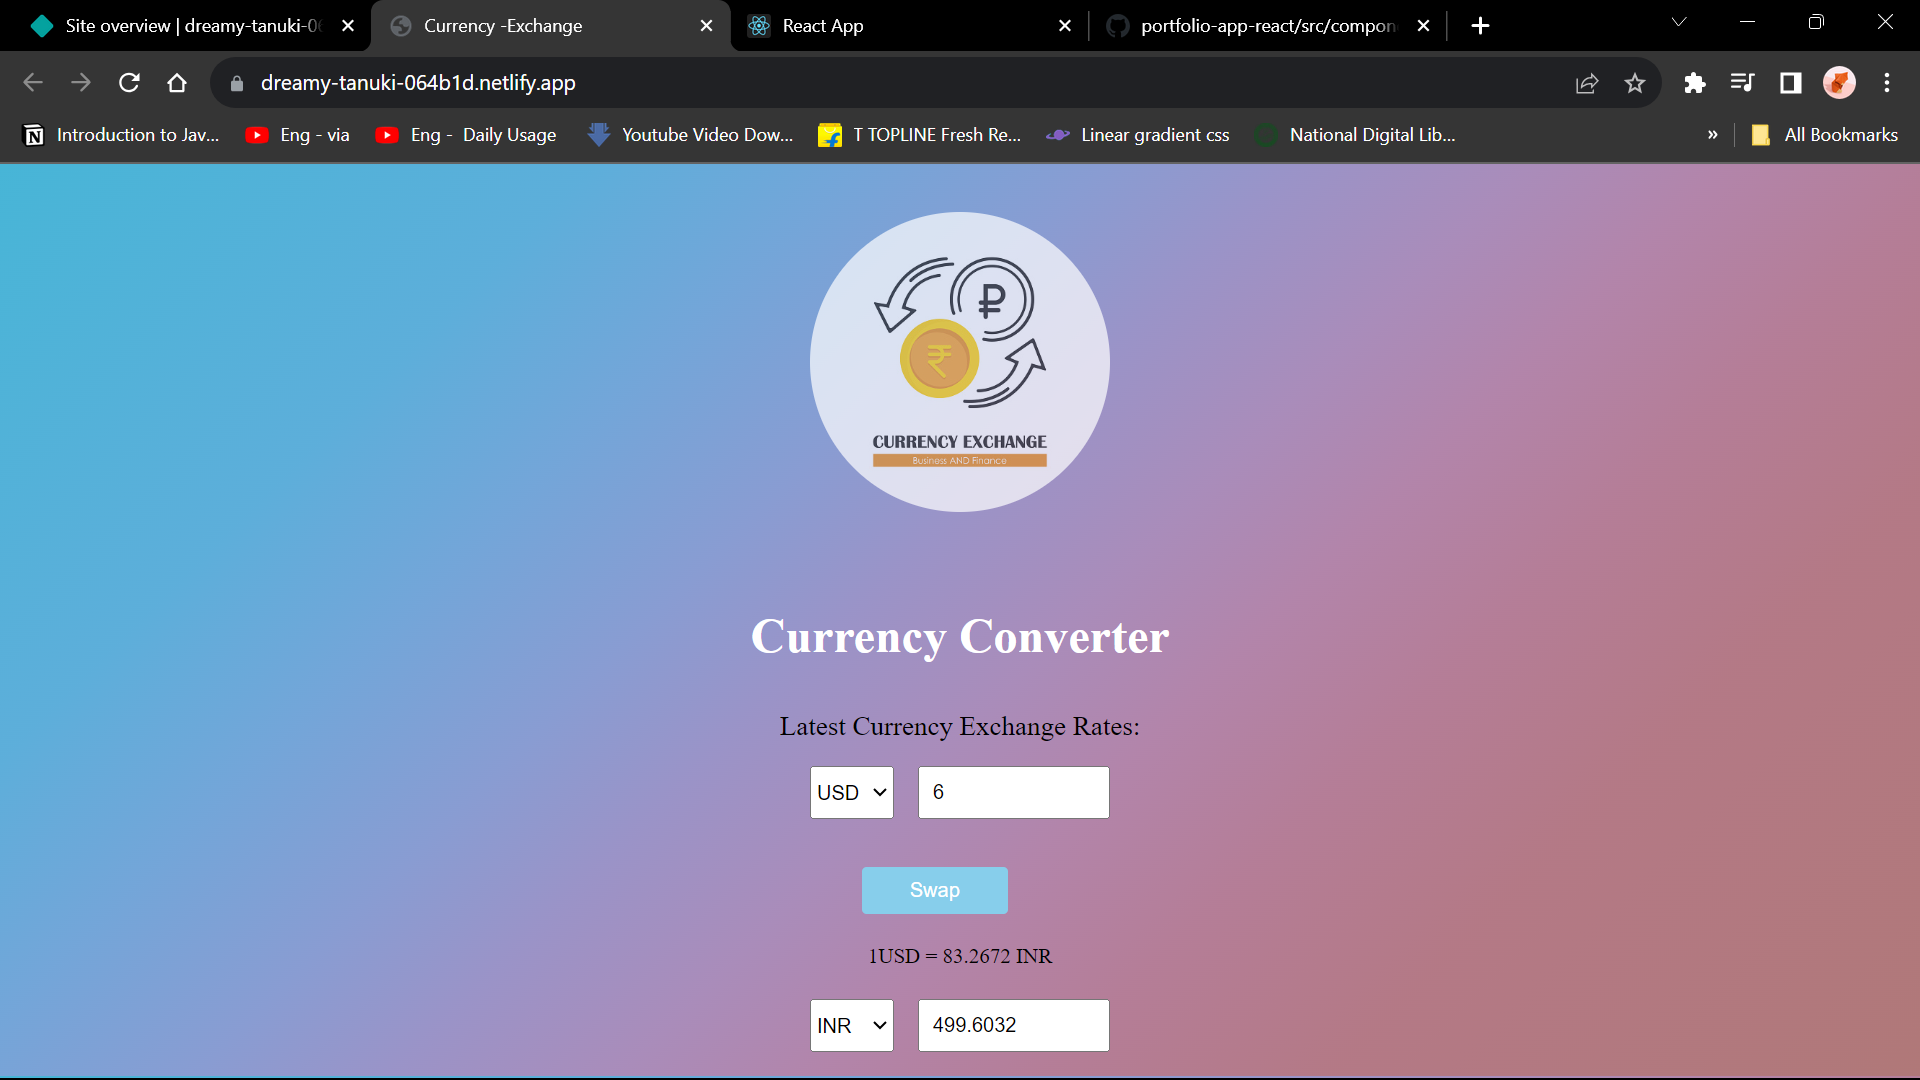 Site overview | dreamy-tanuki-0
Currency -Exchange
React App
portfolio-app-react/src/compon
dreamy-tanuki-064b1d.netlify.app
Introduction to Jav...
Eng - via
Eng - Daily Usage
Youtube Video Dow...
T TOPLINE Fresh Re...
Linear gradient css
National Digital Lib...
»
All Bookmarks
₽
₹
CURRENCY EXCHANGE
Business AND Finance
Currency Converter
Latest Currency Exchange Rates:
USD 6
Swap
1USD = 83.2672 INR
INR 499.6032